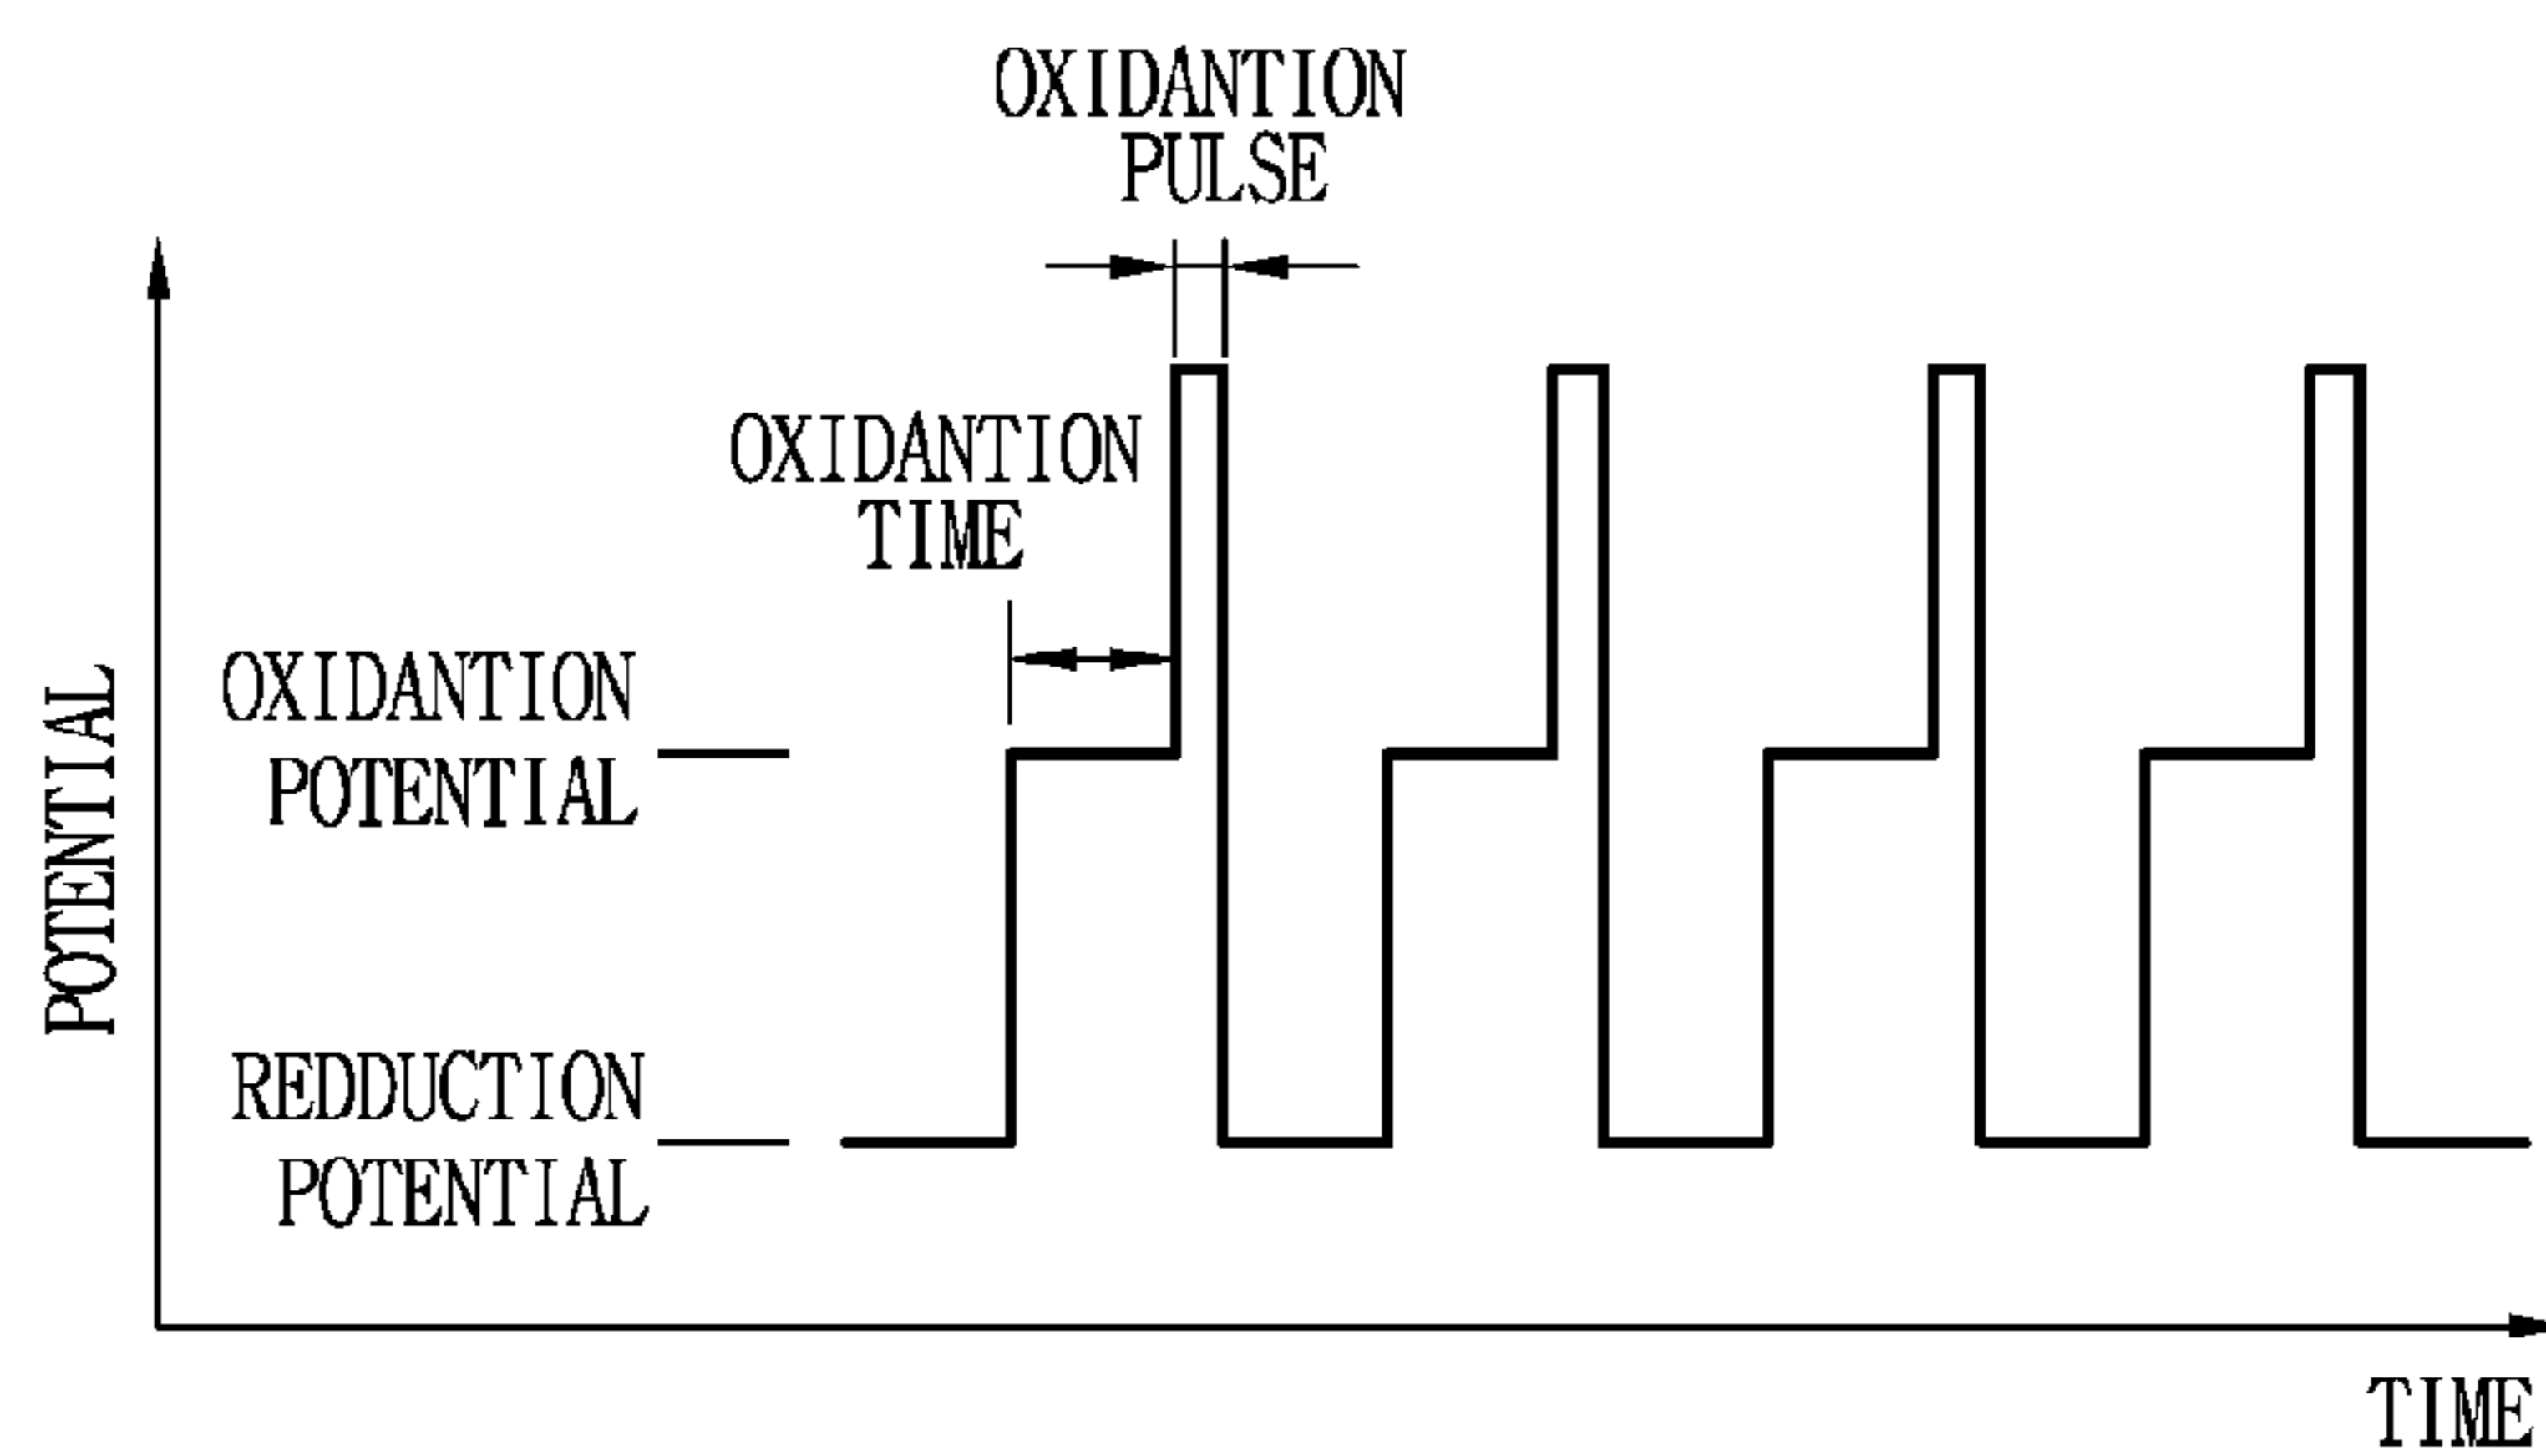 OXIDANTION
PULSE
OXIDANTION
TIME
OXIDANTION
POTENTIAL
POTENTIAL
REDDUCTION
POTENTIAL
TIME